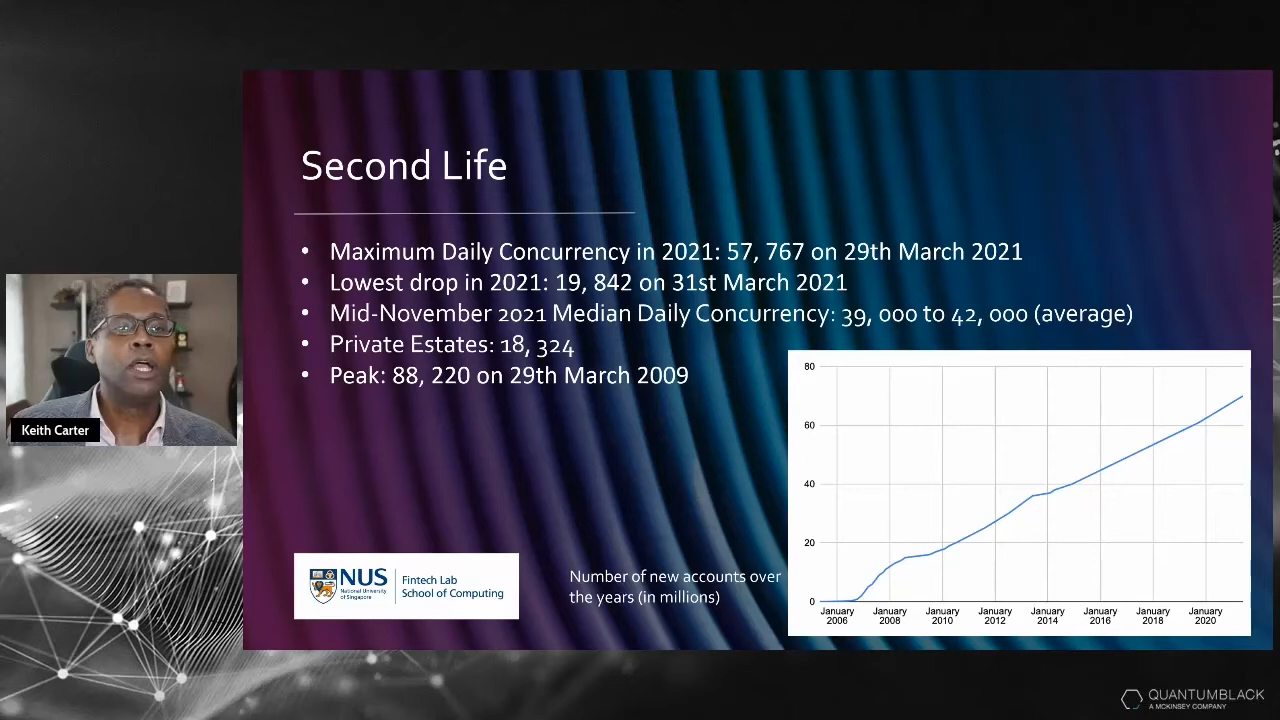 Second Life
• Maximum Daily Concurrency in 2021: 57, 767 on 29th March 2021
• Lowest drop in 2021: 19, 842 on 31st March 2021
• Mid-November 2021 Median Daily Concurrency: 39, 000 to 42, 000 (average)
• Private Estates: 18, 324
• Peak: 88, 220 on 29th March 2009
Keith Carter
80
60
40
20
0
January 2006
January 2008
January 2010
January 2012
January 2014
January 2016
January 2018
January 2020
Number of new accounts over
the years (in millions)
NUS
National University
of Singapore
Fintech Lab
School of Computing
QUANTUMBLACK
A MCKINSEY COMPANY